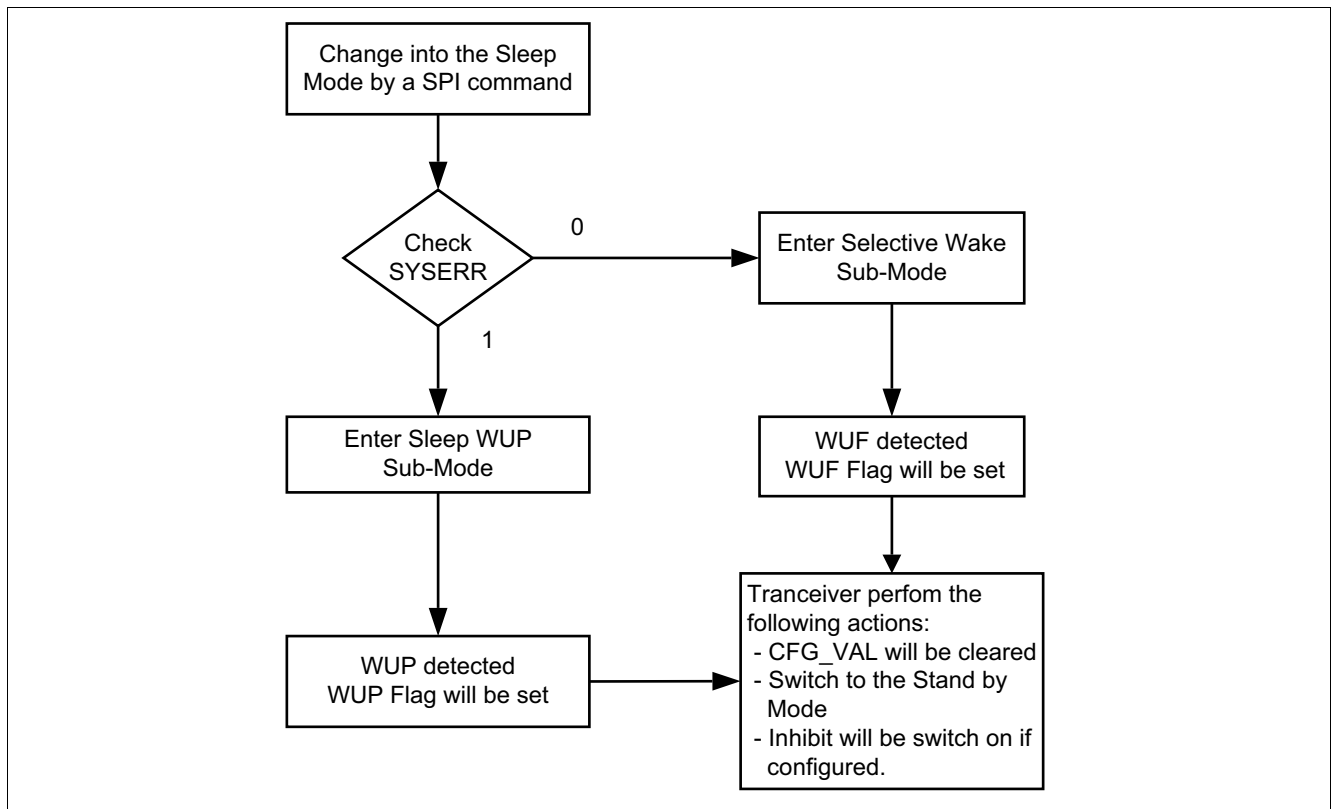 Change into the Sleep
Mode by a SPI command
Check
SYSERR
0
1
Enter Selective Wake
Sub-Mode
Enter Sleep WUP
Sub-Mode
WUF detected
WUF Flag will be set
WUP detected
WUP Flag will be set
Tranceiver perfom the
following actions:
- CFG_VAL will be cleared
- Switch to the Stand by
Mode
- Inhibit will be switch on if
configured.